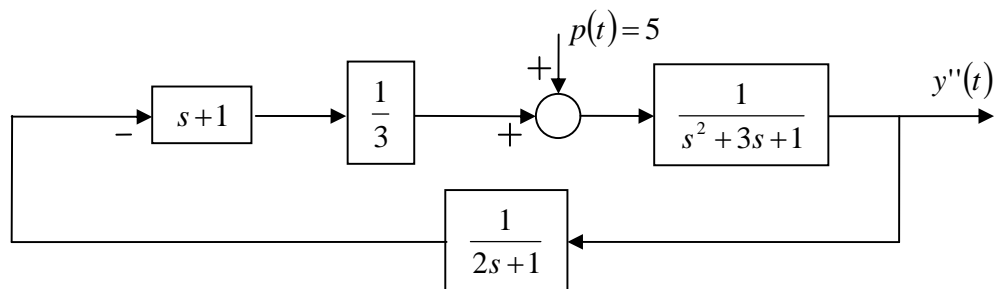 p(t)=5
+
y''(t)
s+1
1/3
1/(s²+3s+1)
−
+
1/(2s+1)